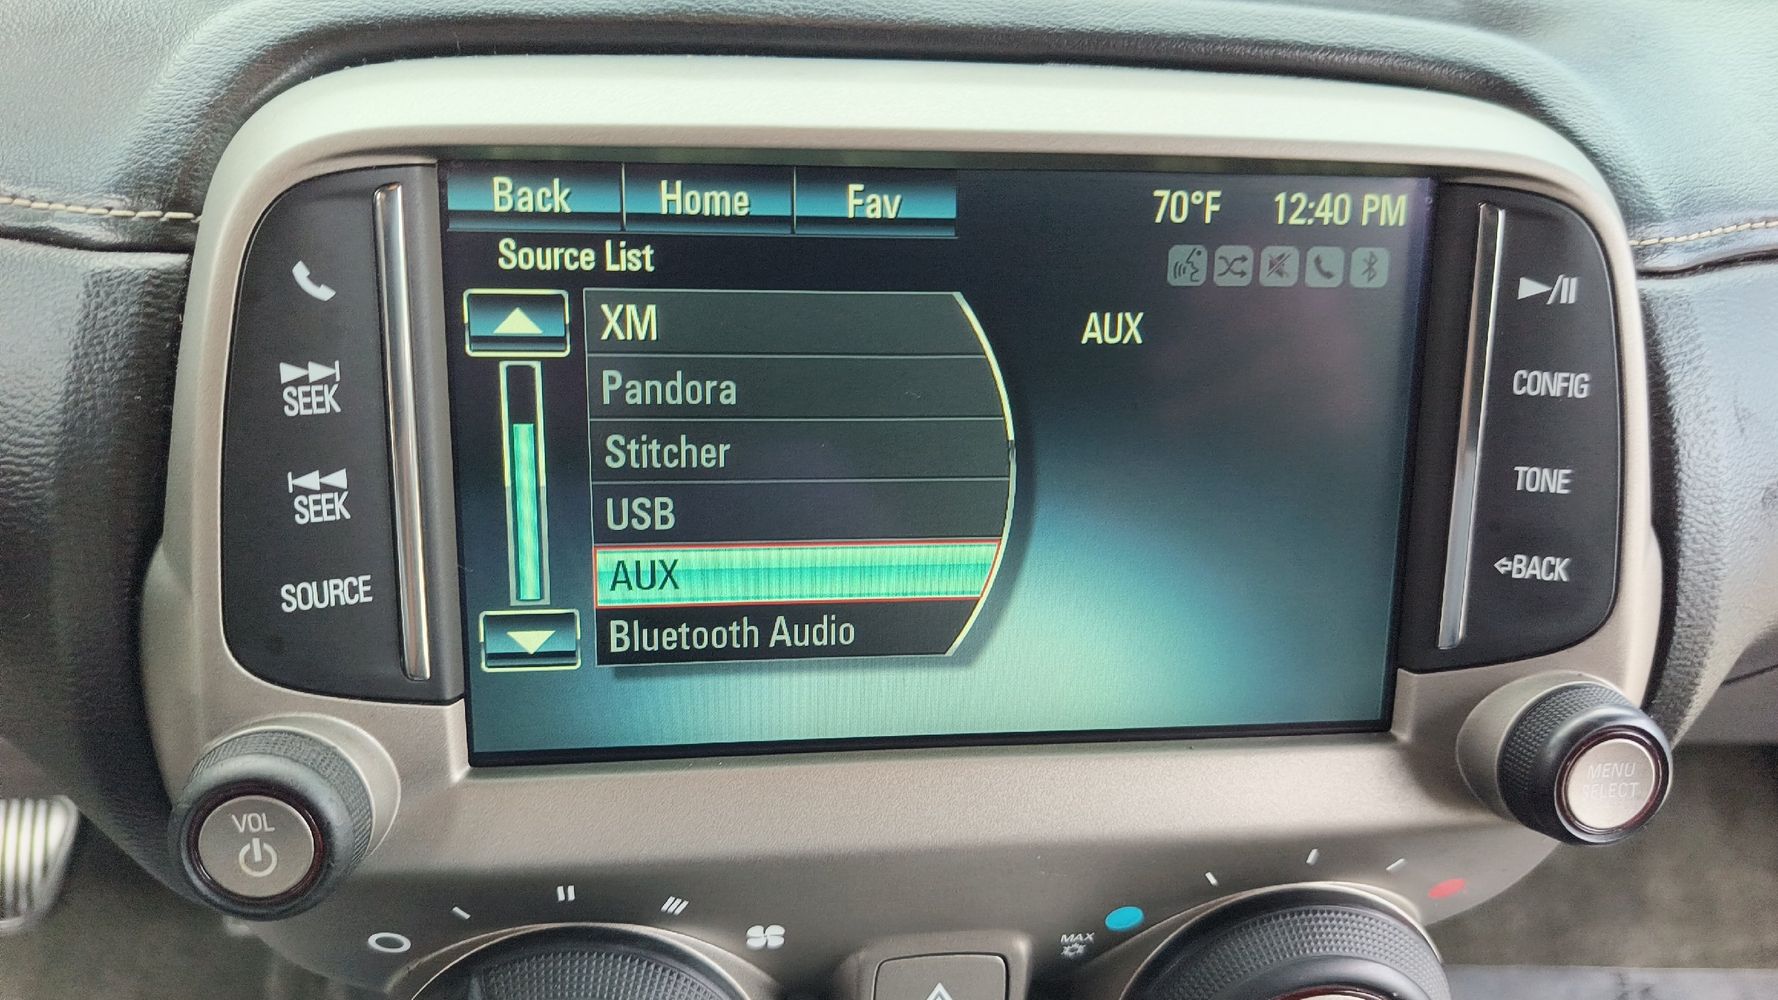 Back Home Fav 70°F 12:40 PM
Source List
XM
Pandora
Stitcher
USB
AUX
Bluetooth Audio
AUX
SEEK
SEEK
SOURCE
CONFIG
TONE
BACK
VOL
MENU
SELECT
MAX